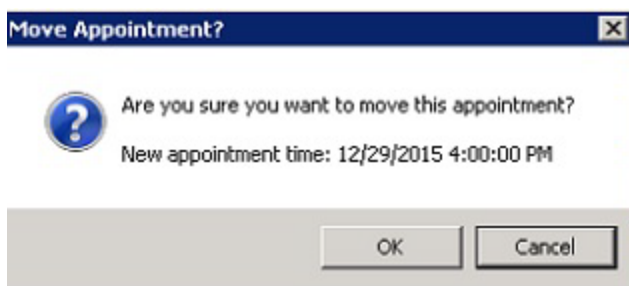 Move Appointment?
Are you sure you want to move this appointment?
New appointment time: 12/29/2015 4:00:00 PM
OK Cancel